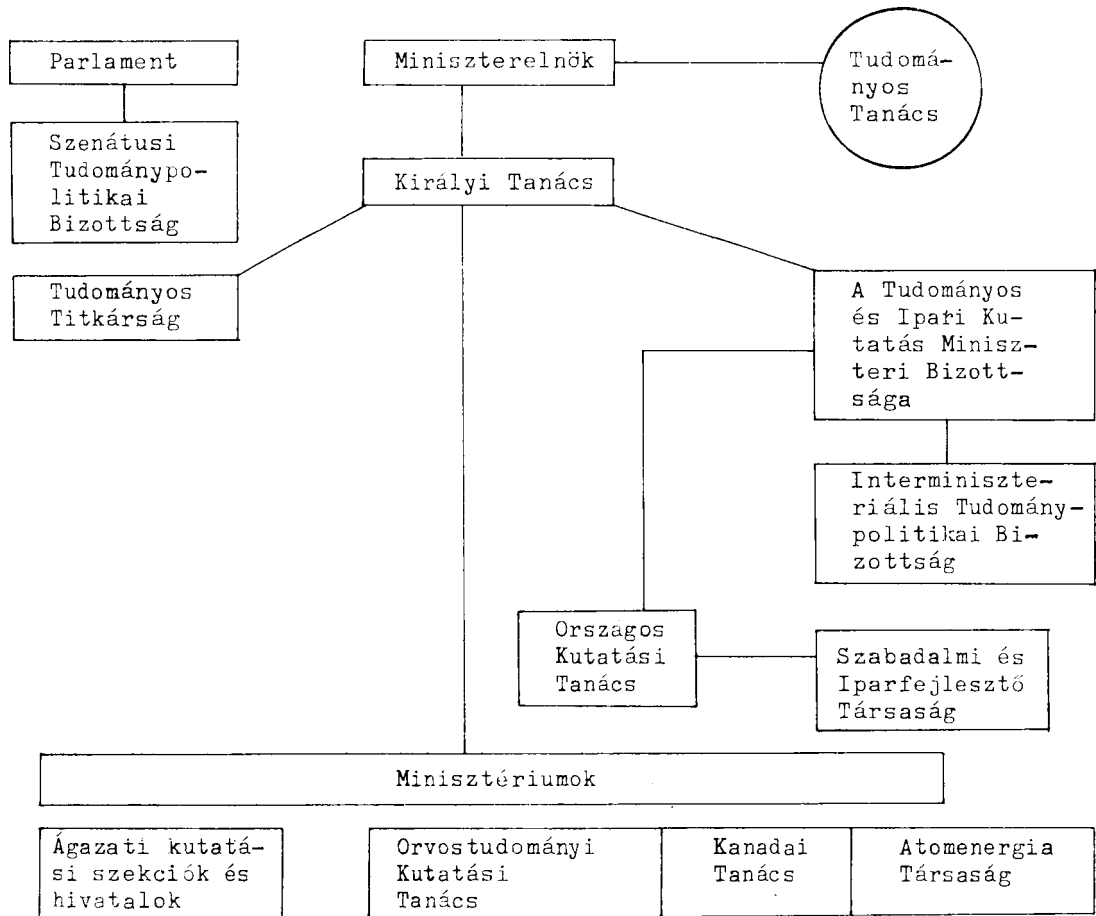 Parlament
Miniszterelnök
Tudomá-
nyos
Tanács
Szenátusi
Tudománypo-
litikai
Bizottság
Királyi Tanács
Tudományos
Titkárság
A Tudományos
és Ipari Ku-
tatás Minisz-
teri Bizott-
sága
Interminiszte-
riális Tudomány-
politikai Bi-
zottság
Országos
Kutatási
Tanács
Szabadalmi és
Iparfejlesztő
Társaság
Minisztériumok
Ágazati kutatá-
si szekciók és
hivatalok
Orvostudományi
Kutatási
Tanács
Kanadai
Tanács
Atomenergia
Társaság